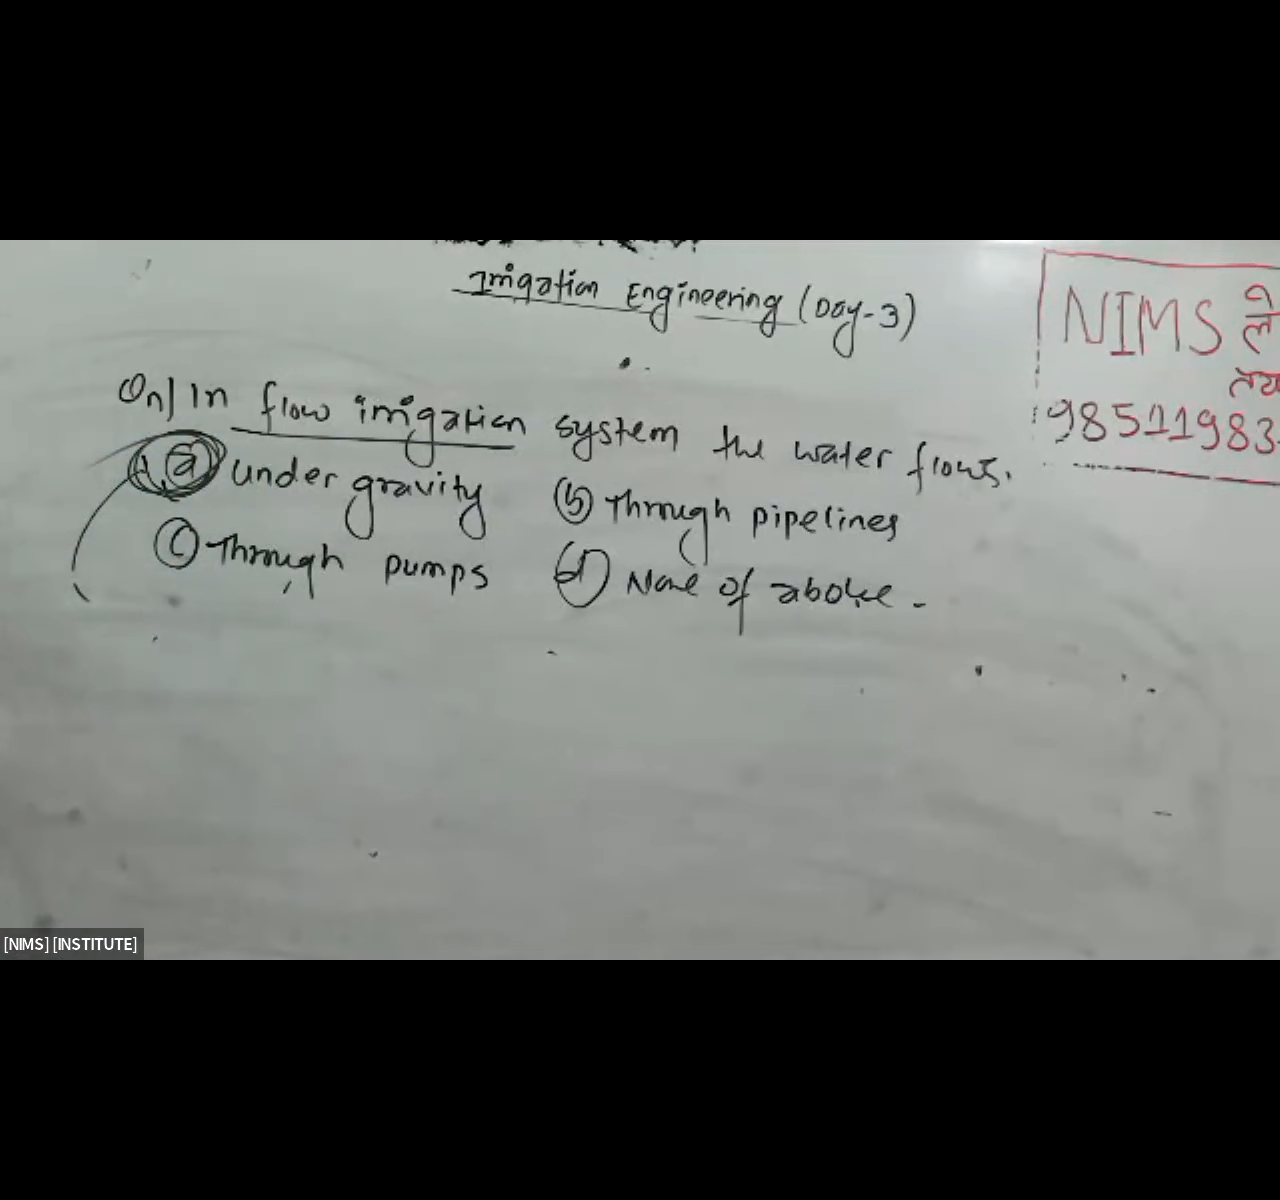 Irrigation Engineering (Day-3)
NIMS ले
98511983
Qn) In flow irrigation system the water flows.
(a) under gravity (b) Through pipelines
(c) Through pumps (d) None of above.
[NIMS] [INSTITUTE]